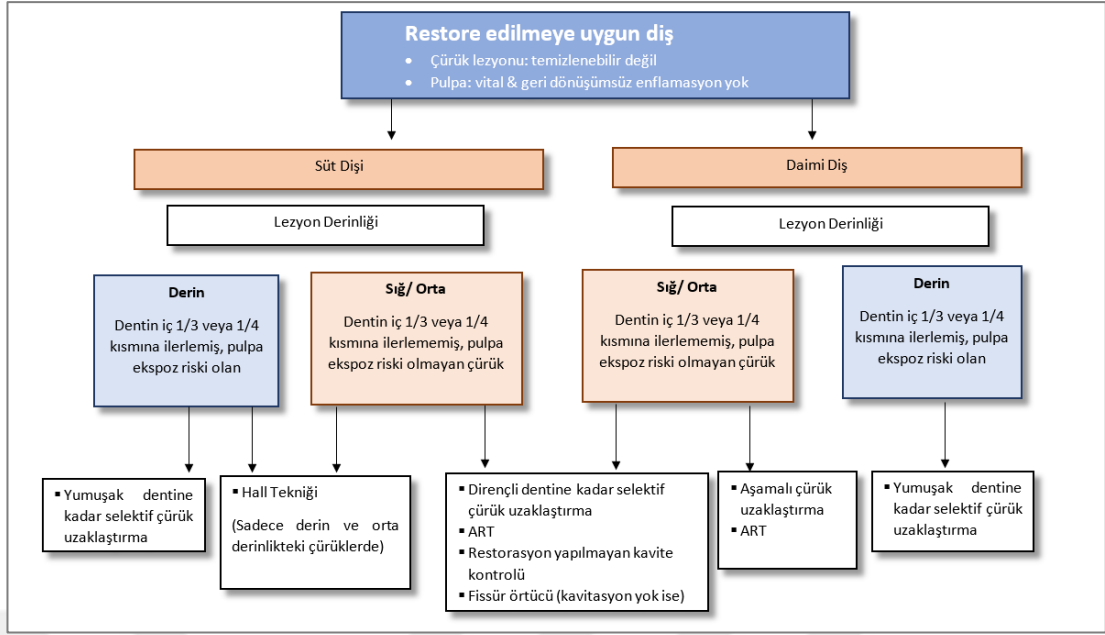 Restore edilmeye uygun diş
• Çürük lezyonu: temizlenebilir değil
• Pulpa: vital & geri dönüşümsüz enflamasyon yok
Süt Dişi
Daimi Diş
Lezyon Derinliği
Lezyon Derinliği
Derin
Dentin iç 1/3 veya 1/4
kısmına ilerlemiş, pulpa
ekspoz riski olan
Sığ/ Orta
Dentin iç 1/3 veya 1/4
kısmına ilerlememiş, pulpa
ekspoz riski olmayan çürük
Sığ/ Orta
Dentin iç 1/3 veya 1/4
kısmına ilerlememiş, pulpa
ekspoz riski olmayan çürük
Derin
Dentin iç 1/3 veya 1/4
kısmına ilerlemiş, pulpa
ekspoz riski olan
▪ Yumuşak dentine
kadar selektif çürük
uzaklaştırma
▪ Hall Tekniği
(Sadece derin ve orta
derinlikteki çürüklerde)
▪ Dirençli dentine kadar selektif
çürük uzaklaştırma
▪ ART
▪ Restorasyon yapılmayan kavite
kontrolü
▪ Fissür örtücü (kavitasyon yok ise)
▪ Aşamalı çürük
uzaklaştırma
▪ ART
▪ Yumuşak dentine
kadar selektif çürük
uzaklaştırma